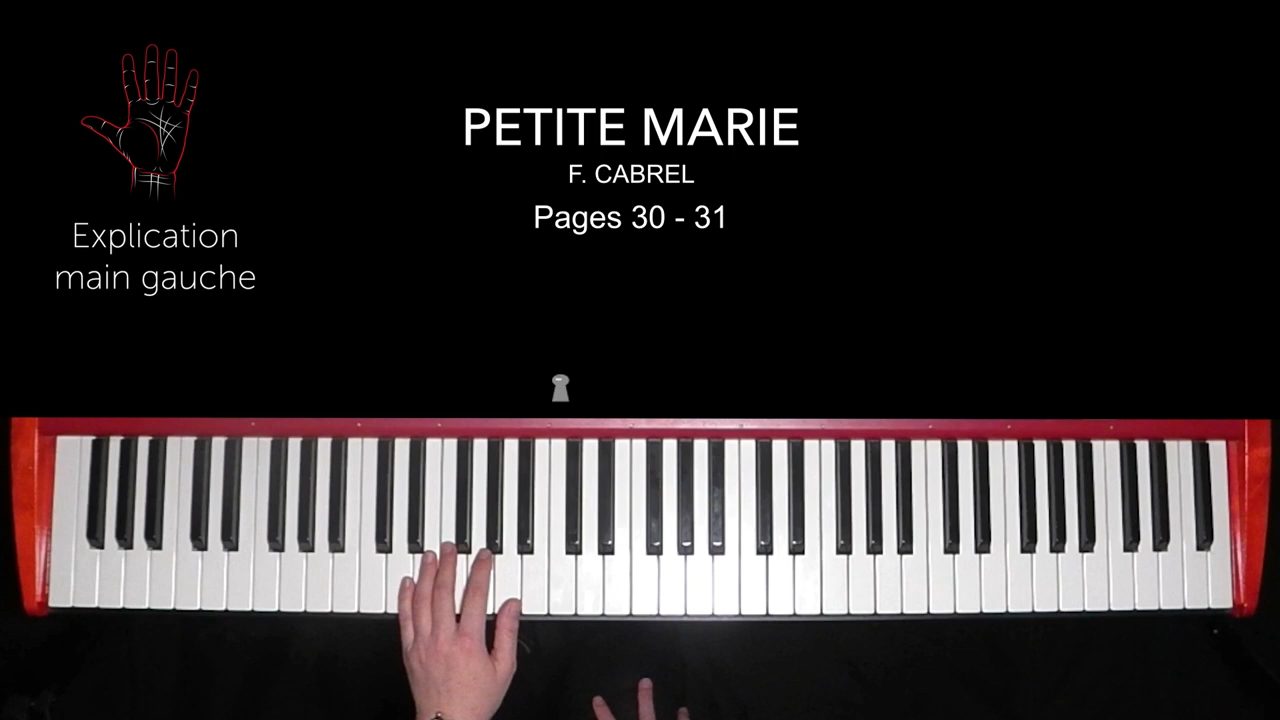 PETITE MARIE
F. CABREL
Pages 30 - 31
Explication
main gauche